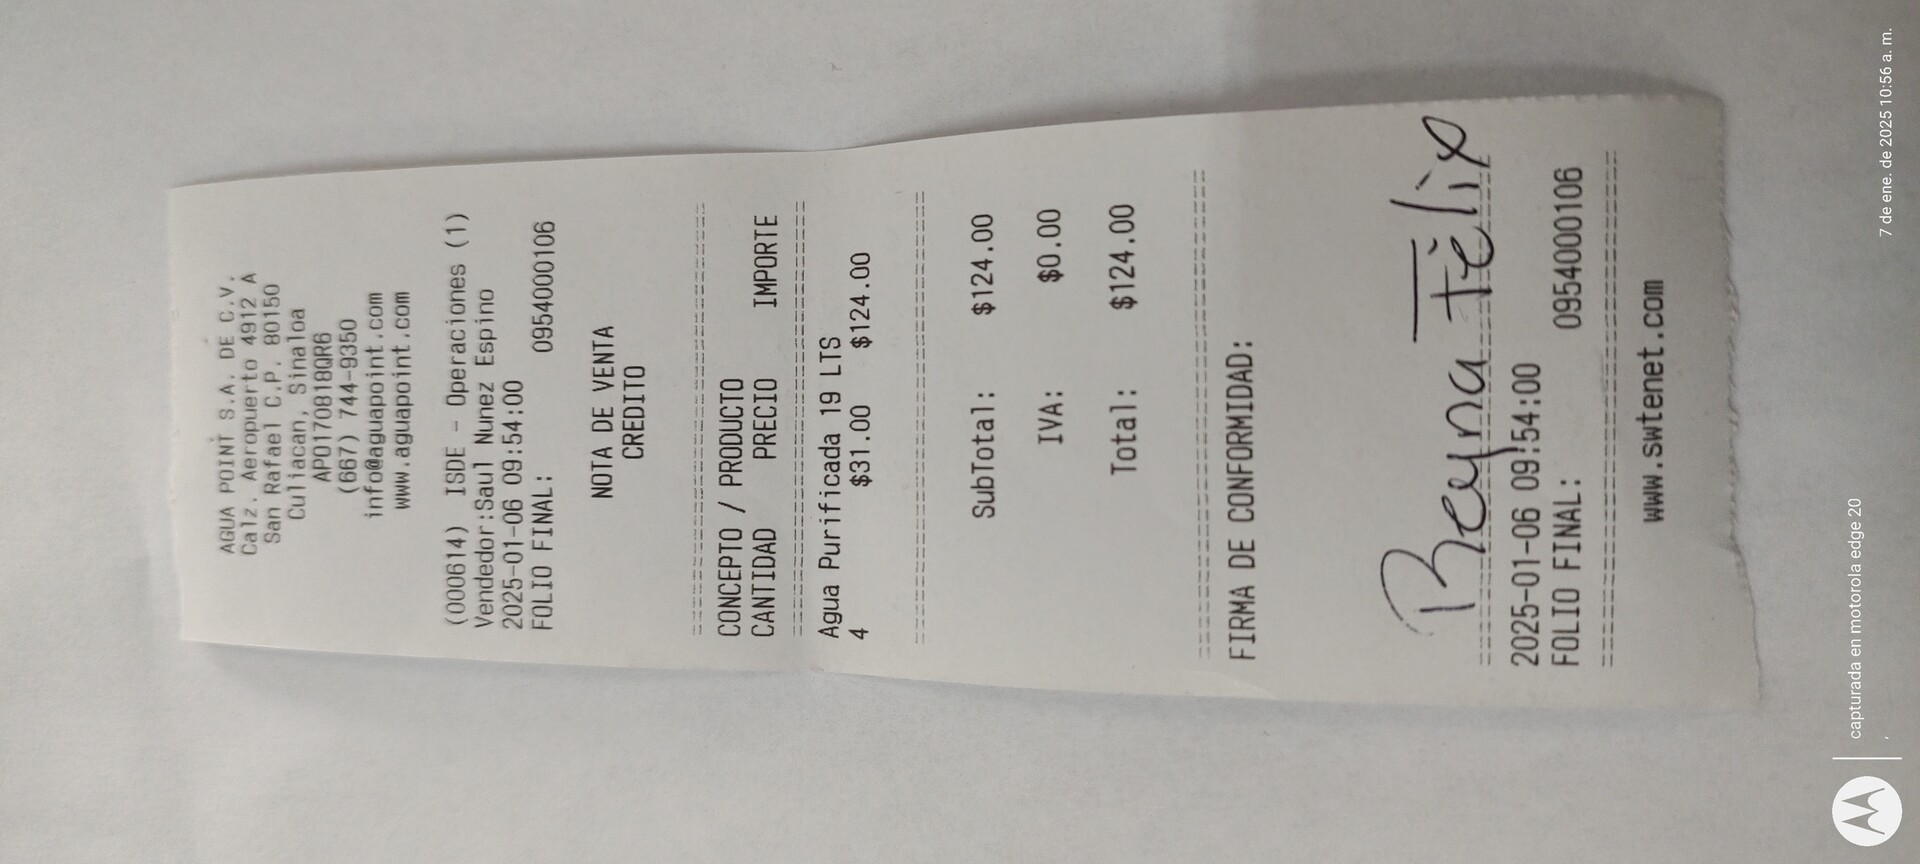 AGUA POINT S.A. DE C.V.
Calz. Aeropuerto 4912 A
San Rafael C.P. 80150
Culiacan, Sinaloa
APO170818QR6
(667) 744-9350
info@aguapoint.com
www.aguapoint.com
(000614) ISDE - Operaciones (1)
Vendedor:Saul Nunez Espino
2025-01-06 09:54:00
FOLIO FINAL: 0954000106
NOTA DE VENTA
CREDITO
CONCEPTO / PRODUCTO
CANTIDAD PRECIO IMPORTE
Agua Purificada 19 LTS
4 $31.00 $124.00
SubTotal: $124.00
IVA: $0.00
Total: $124.00
FIRMA DE CONFORMIDAD:
Reyna Félix
2025-01-06 09:54:00
FOLIO FINAL: 0954000106
www.swtenet.com
capturada en motorola edge 20
,
7 de ene. de 2025 10:56 a. m.